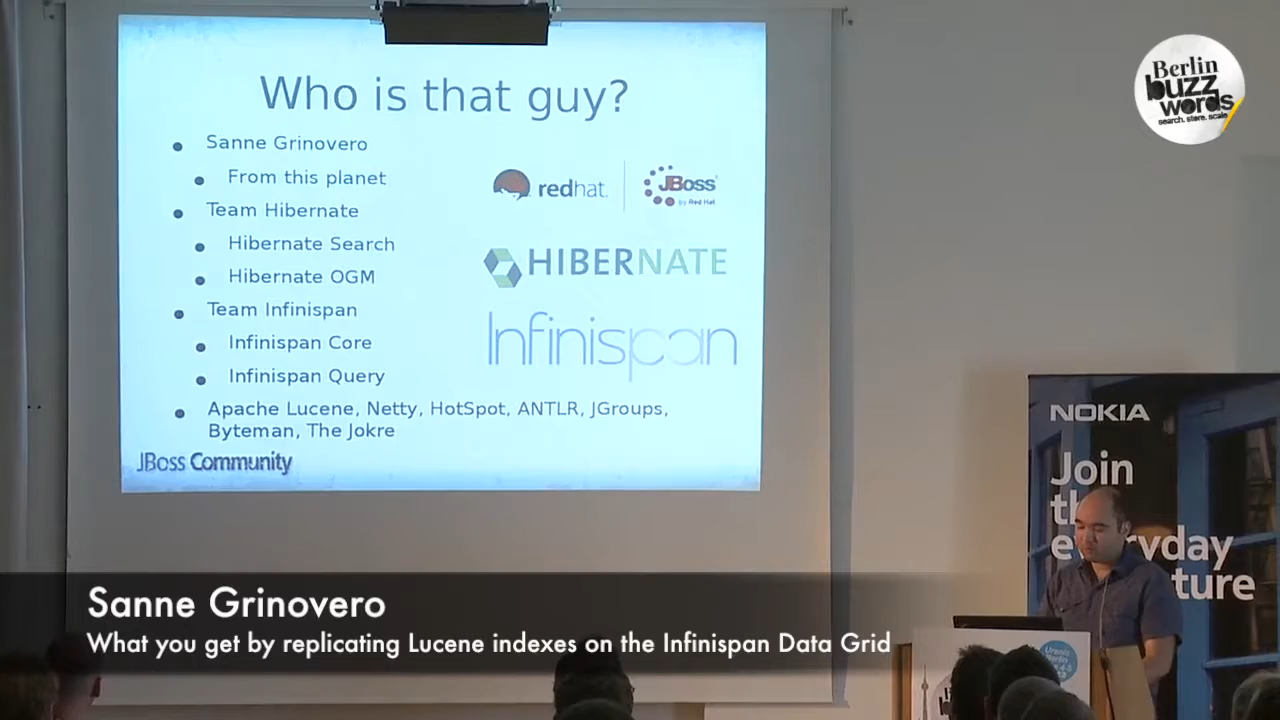 Who is that guy?
Sanne Grinovero
From this planet
Team Hibernate
Hibernate Search
Hibernate OGM
Team Infinispan
Infinispan Core
Infinispan Query
Apache Lucene, Netty, HotSpot, ANTLR, JGroups,
Byteman, The Jokre
JBoss Community
redhat.
JBoss
by Red Hat
HIBERNATE
Infinispan
Berlin
buzz
words
search. store. scale
NOKIA
Join
everyday
Sanne Grinovero
What you get by replicating Lucene indexes on the Infinispan Data Grid